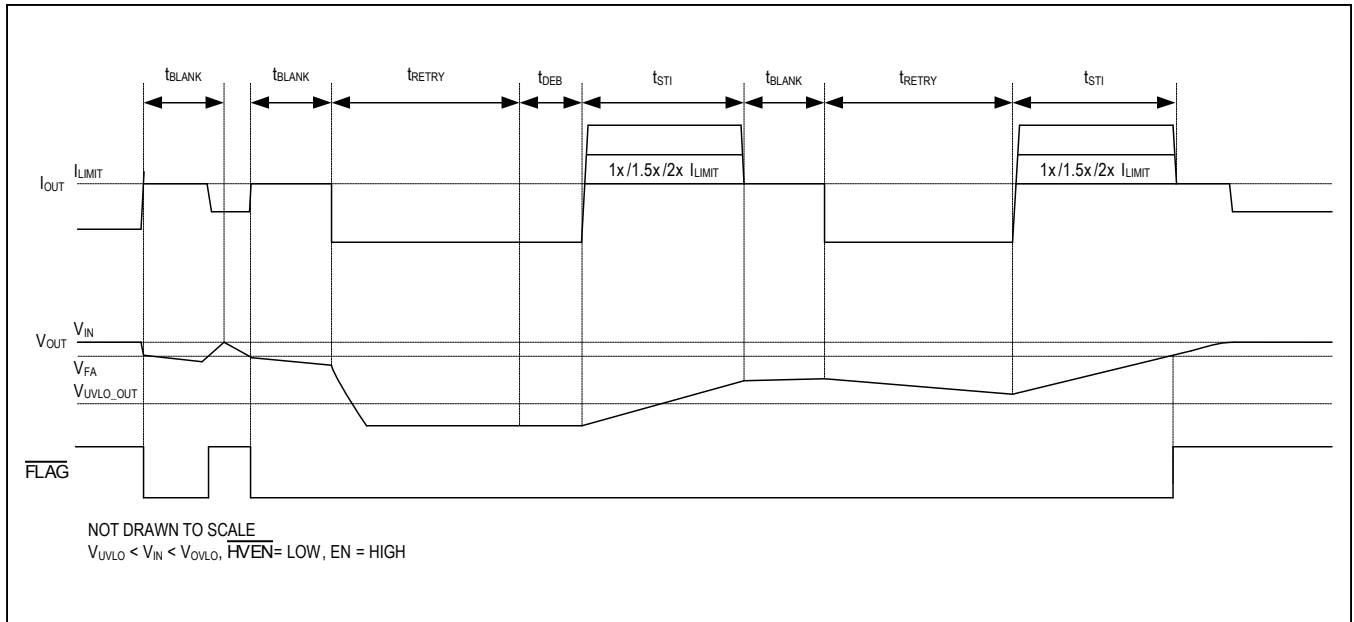 tBLANK tBLANK tRETRY tDEB tSTI tBLANK tRETRY tSTI
ILIMIT
IOUT
1x/1.5x/2x ILIMIT 1x/1.5x/2x ILIMIT
VIN
VOUT
VFA
VUVLO_OUT
FLAG
NOT DRAWN TO SCALE
VUVLO < VIN < VOVLO, HVEN= LOW, EN = HIGH